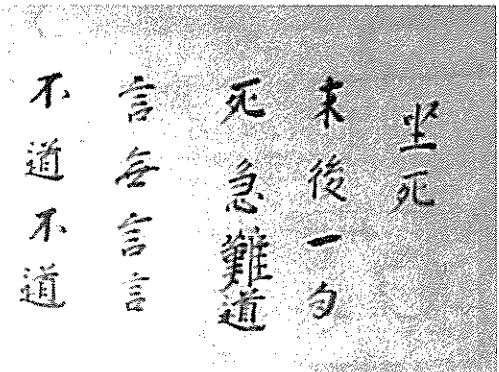 坐死
末後一句
死急難道
言無言言
不道不道